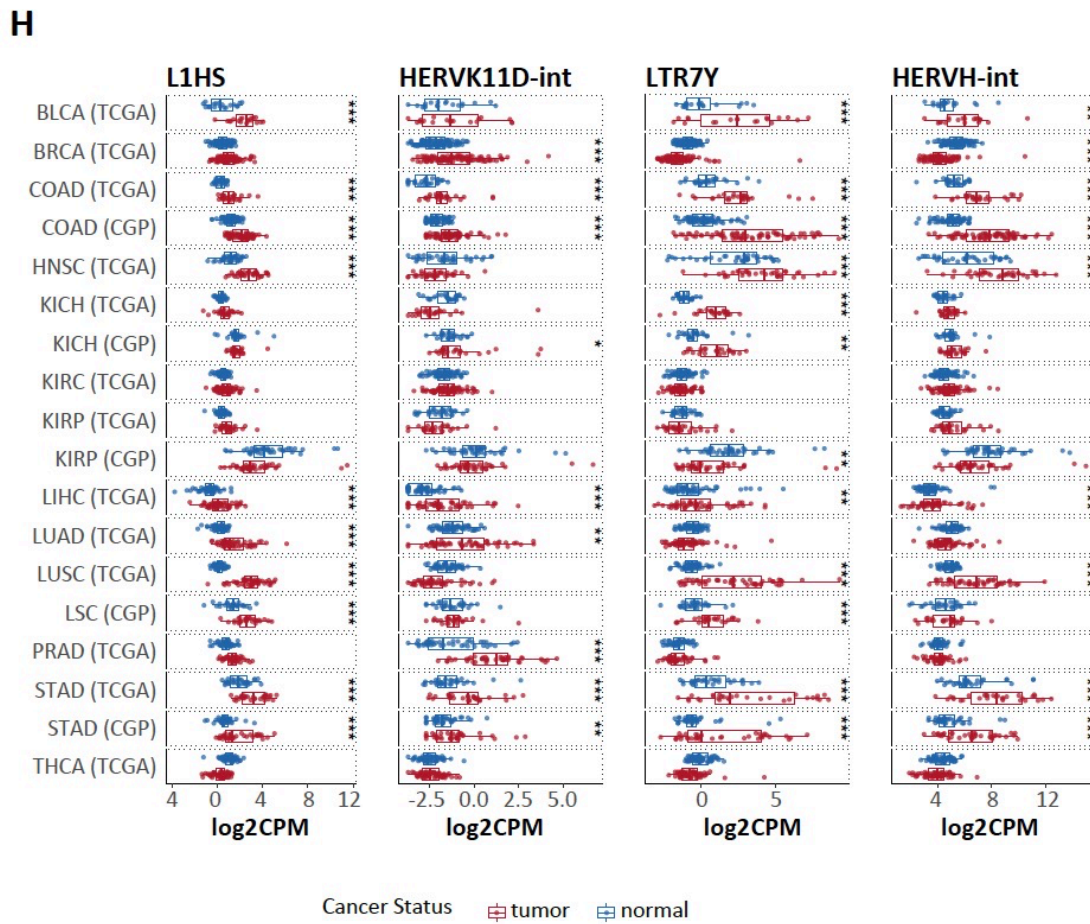 H
L1HS HERVK11D-int LTR7Y HERVH-int
BLCA (TCGA) *** *** 
BRCA (TCGA) ***
COAD (TCGA) *** *** ***
COAD (CGP) *** *** ***
HNSC (TCGA) *** ***
KICH (TCGA) ***
KICH (CGP) * **
KIRC (TCGA)
KIRP (TCGA)
KIRP (CGP) **
LIHC (TCGA) *** *** **
LUAD (TCGA) *** **
LUSC (TCGA) *** ***
LSC (CGP) *** ***
PRAD (TCGA) ***
STAD (TCGA) *** *** ***
STAD (CGP) *** ** ***
THCA (TCGA)
4 0 4 8 12 -2.5 0.0 2.5 5.0 0 5 4 8 12
log2CPM log2CPM log2CPM log2CPM
Cancer Status tumor normal